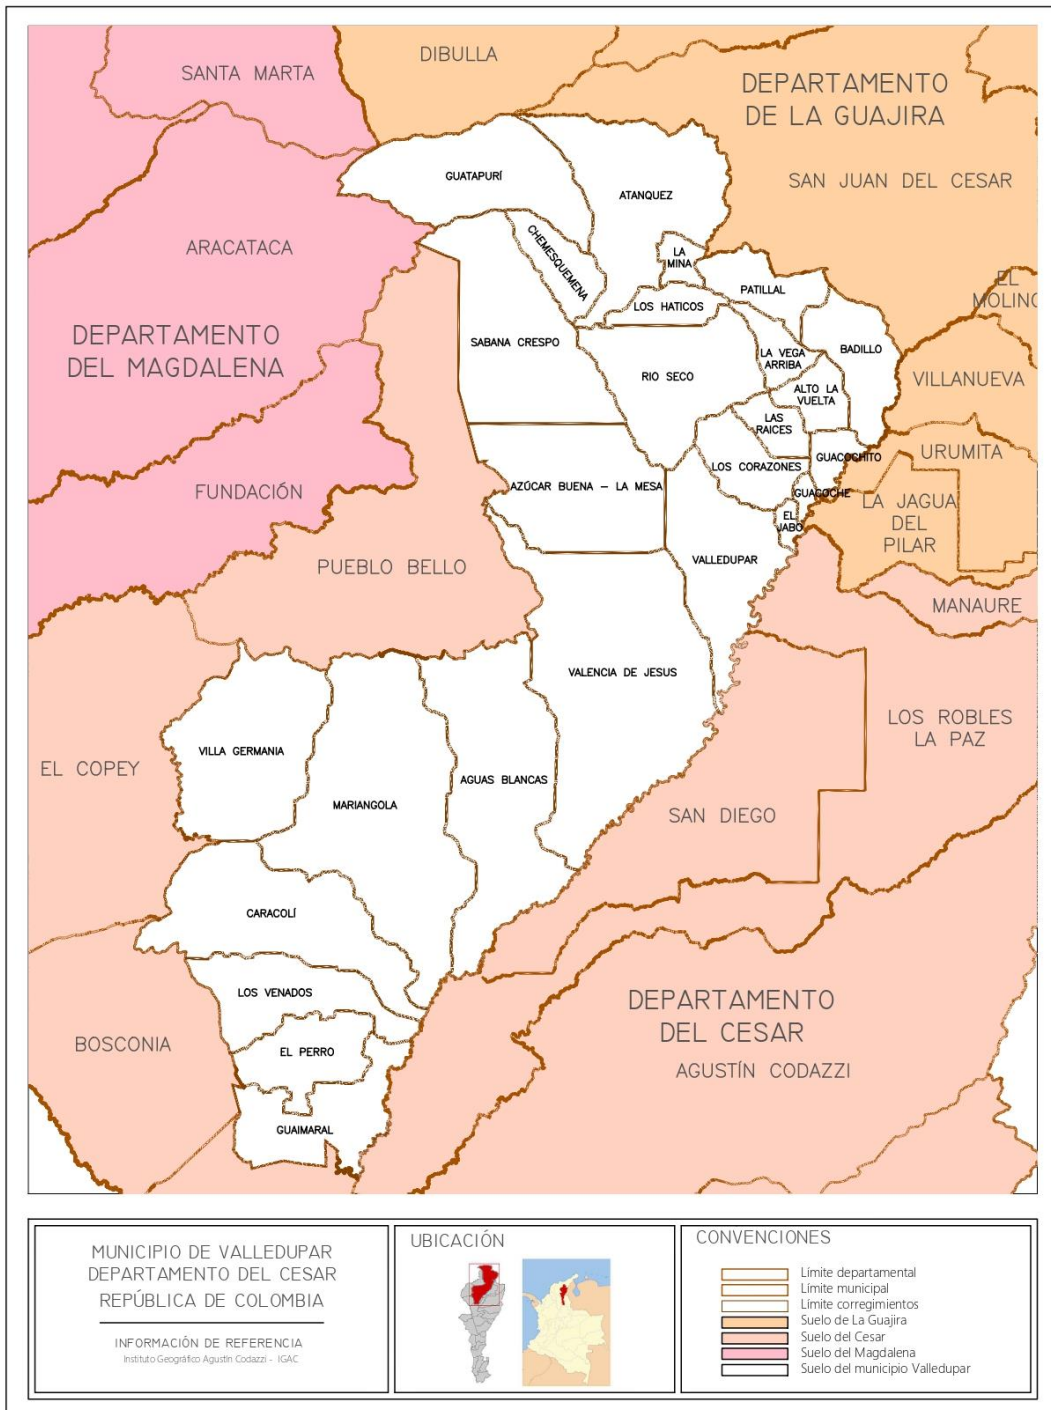 DIBULLA
SANTA MARTA
DEPARTAMENTO
DE LA GUAJIRA
GUATAPURÍ
ATANQUEZ
SAN JUAN DEL CESAR
ARACATACA
CHEMESQUEMENA
LA
MINA
PATILLAL
EL
MOLINO
LOS HATICOS
DEPARTAMENTO
DEL MAGDALENA
SABANA CRESPO
RIO SECO
LA VEGA
ARRIBA
BADILLO
VILLANUEVA
ALTO LA
VUELTA
LAS
RAICES
URUMITA
GUACOCHITO
LOS CORAZONES
FUNDACIÓN
AZÚCAR BUENA – LA MESA
GUACOCHE
LA JAGUA
DEL
PILAR
EL
JABO
VALLEDUPAR
PUEBLO BELLO
MANAURE
VALENCIA DE JESUS
LOS ROBLES
LA PAZ
VILLA GERMANIA
EL COPEY
AGUAS BLANCAS
MARIANGOLA
SAN DIEGO
CARACOLÍ
LOS VENADOS
DEPARTAMENTO
DEL CESAR
BOSCONIA
EL PERRO
AGUSTÍN CODAZZI
GUAIMARAL
MUNICIPIO DE VALLEDUPAR
DEPARTAMENTO DEL CESAR
REPÚBLICA DE COLOMBIA
INFORMACIÓN DE REFERENCIA
Instituto Geográfico Agustín Codazzi - IGAC
UBICACIÓN
CONVENCIONES
Límite departamental
Límite municipal
Límite corregimientos
Suelo de La Guajira
Suelo del Cesar
Suelo del Magdalena
Suelo del municipio Valledupar